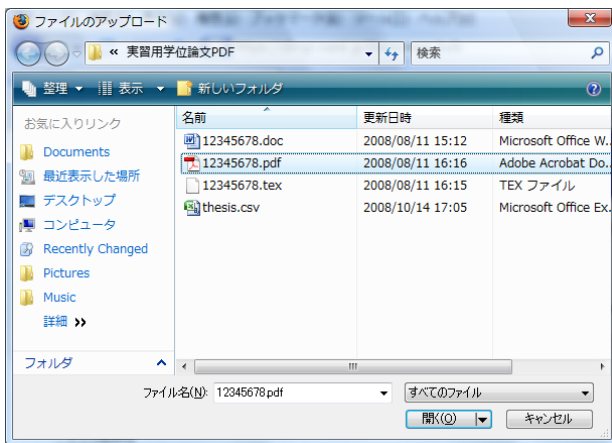 ファイルのアップロード
« 実習用学位論文PDF
検索
整理
表示
新しいフォルダ
お気に入りリンク
Documents
最近表示した場所
デスクトップ
コンピュータ
Recently Changed
Pictures
Music
詳細 »
フォルダ
名前 更新日時 種類
12345678.doc 2008/08/11 15:12 Microsoft Office W..
12345678.pdf 2008/08/11 16:16 Adobe Acrobat Do..
12345678.tex 2008/08/11 16:15 TEX ファイル
thesis.csv 2008/10/14 17:05 Microsoft Office Ex.
ファイル名(N): 12345678.pdf
すべてのファイル
開く(O)
キャンセル